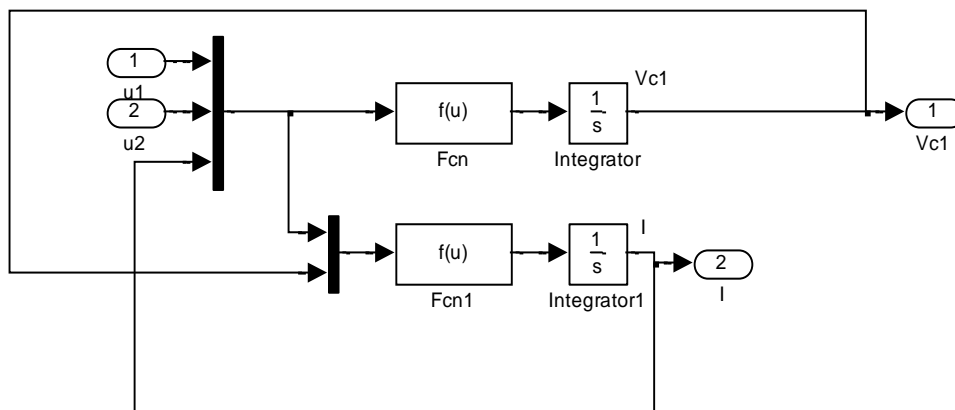 1
u1
2
u2
f(u)
Fcn
1
s
Integrator
Vc1
1
Vc1
f(u)
Fcn1
1
s
Integrator1
I
2
I